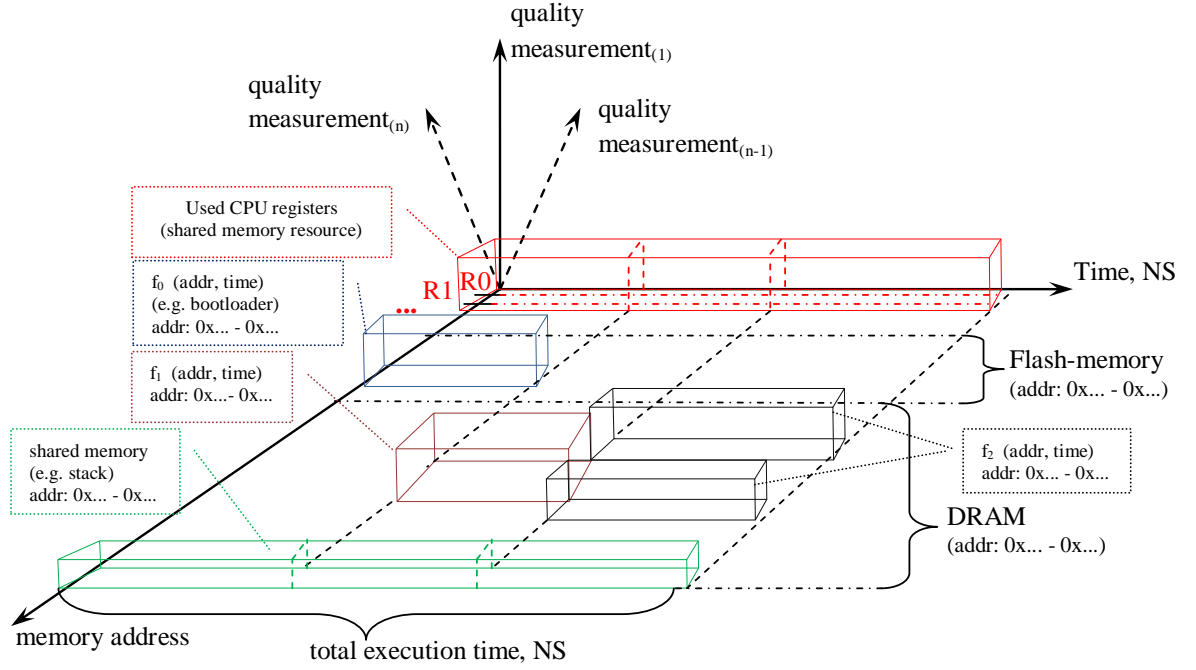 quality
measurement(1)
quality
measurement(n)
quality
measurement(n-1)
Used CPU registers
(shared memory resource)
f0 (addr, time)
(e.g. bootloader)
addr: 0x... - 0x...
R1 R0
...
Time, NS
f1 (addr, time)
addr: 0x...- 0x...
Flash-memory
(addr: 0x... - 0x...)
shared memory
(e.g. stack)
addr: 0x... - 0x...
f2 (addr, time)
addr: 0x... - 0x...
DRAM
(addr: 0x... - 0x...)
memory address
total execution time, NS